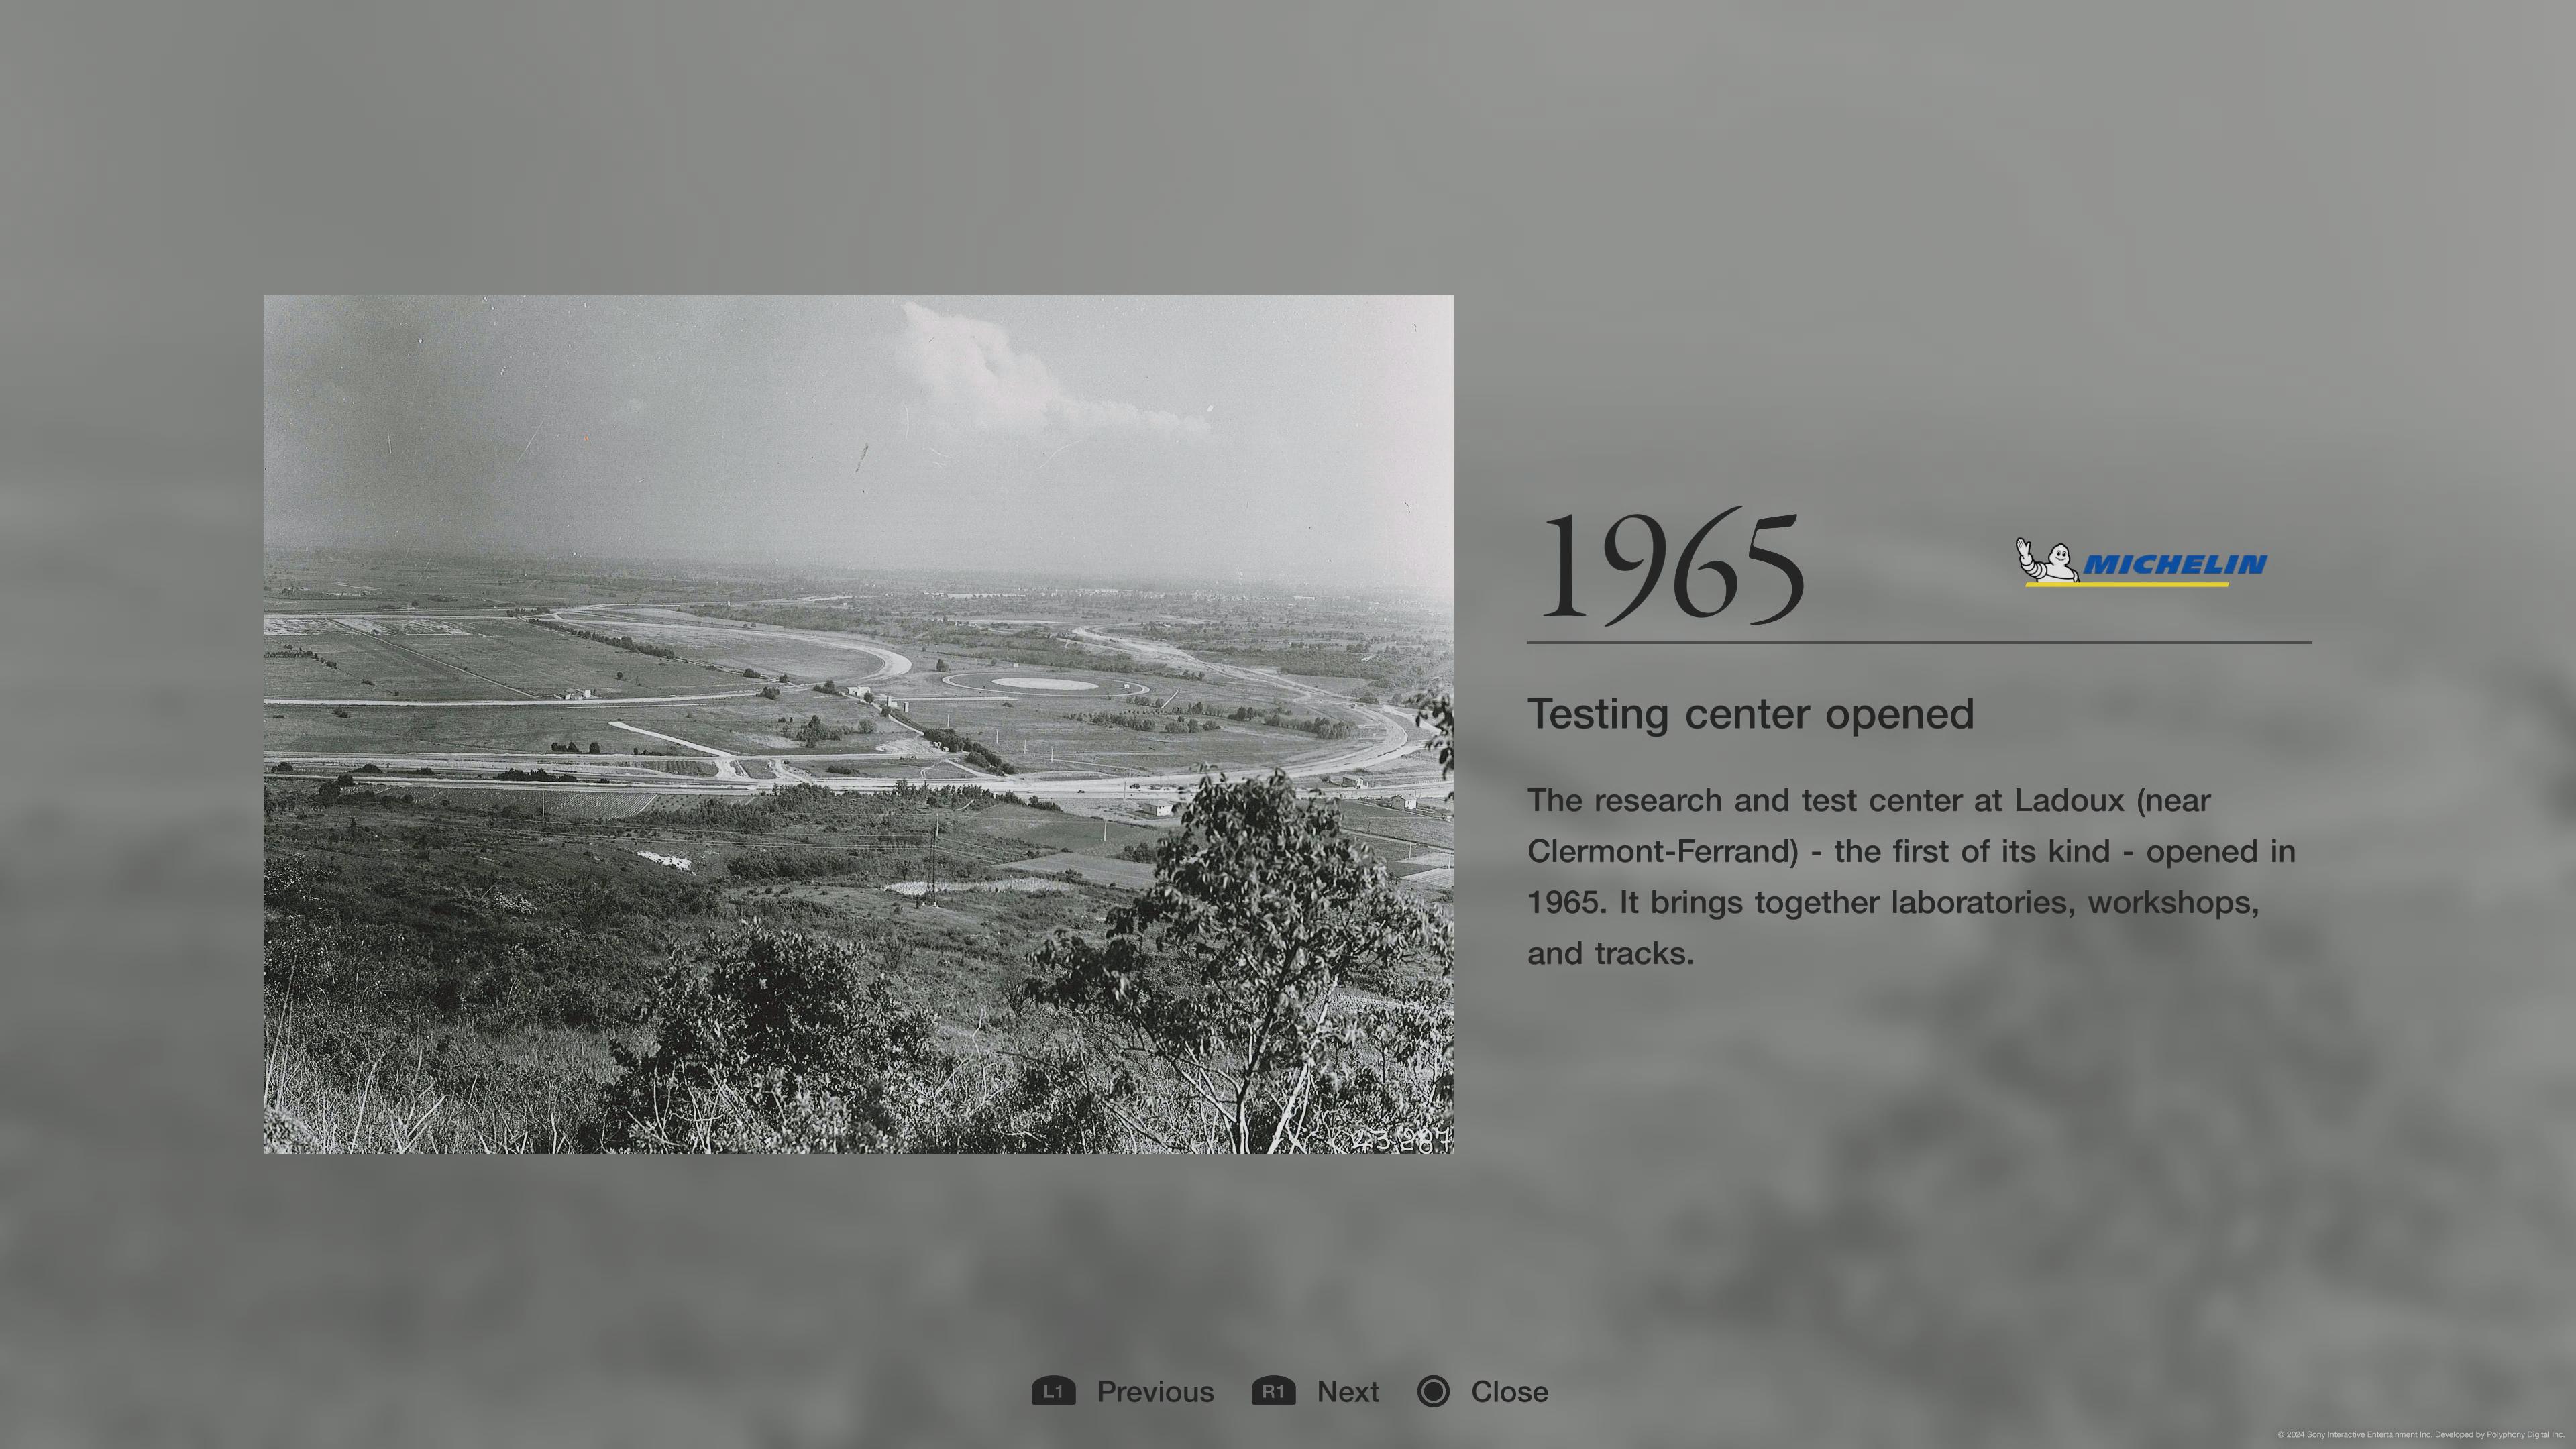 1965
MICHELIN
Testing center opened
The research and test center at Ladoux (near
Clermont-Ferrand) - the first of its kind - opened in
1965. It brings together laboratories, workshops,
and tracks.
23 287
L1 Previous R1 Next Close
© 2024 Sony Interactive Entertainment Inc. Developed by Polyphony Digital Inc.